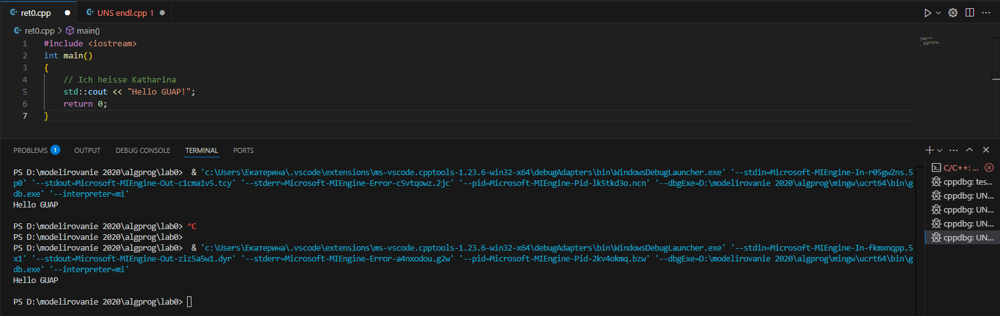 ret0.cpp
UNS endl.cpp 1
ret0.cpp > main()
1 #include <iostream>
2 int main()
3 {
4 // Ich heisse Katharina
5 std::cout << "Hello GUAP!";
6 return 0;
7 }
PROBLEMS 1 OUTPUT DEBUG CONSOLE TERMINAL PORTS
PS D:\modelirovanie 2020\algprog\lab0>  & 'c:\Users\Екатерина\.vscode\extensions\ms-vscode.cpptools-1.23.6-win32-x64\debugAdapters\bin\WindowsDebugLauncher.exe' '--stdin=Microsoft-MIEngine-In-r05gw2ns.5
p0' '--stdout=Microsoft-MIEngine-Out-c1cma1v5.tcy' '--stderr=Microsoft-MIEngine-Error-c5vtqowz.2jc' '--pid=Microsoft-MIEngine-Pid-lk5tkd3o.ncn' '--dbgExe=D:\modelirovanie 2020\algprog\mingw\ucrt64\bin\g
db.exe' '--interpreter=mi'
Hello GUAP
PS D:\modelirovanie 2020\algprog\lab0> ^C
PS D:\modelirovanie 2020\algprog\lab0>
PS D:\modelirovanie 2020\algprog\lab0>  & 'c:\Users\Екатерина\.vscode\extensions\ms-vscode.cpptools-1.23.6-win32-x64\debugAdapters\bin\WindowsDebugLauncher.exe' '--stdin=Microsoft-MIEngine-In-fkmxnqpp.5
x1' '--stdout=Microsoft-MIEngine-Out-ziz5a5w1.dyr' '--stderr=Microsoft-MIEngine-Error-a4nxodou.g2w' '--pid=Microsoft-MIEngine-Pid-2kv4okmq.bzw' '--dbgExe=D:\modelirovanie 2020\algprog\mingw\ucrt64\bin\g
db.exe' '--interpreter=mi'
Hello GUAP
PS D:\modelirovanie 2020\algprog\lab0>
C/C++: ...
cppdbg: tes...
cppdbg: UN...
cppdbg: UN...
cppdbg: UN...
cppdbg: UN...